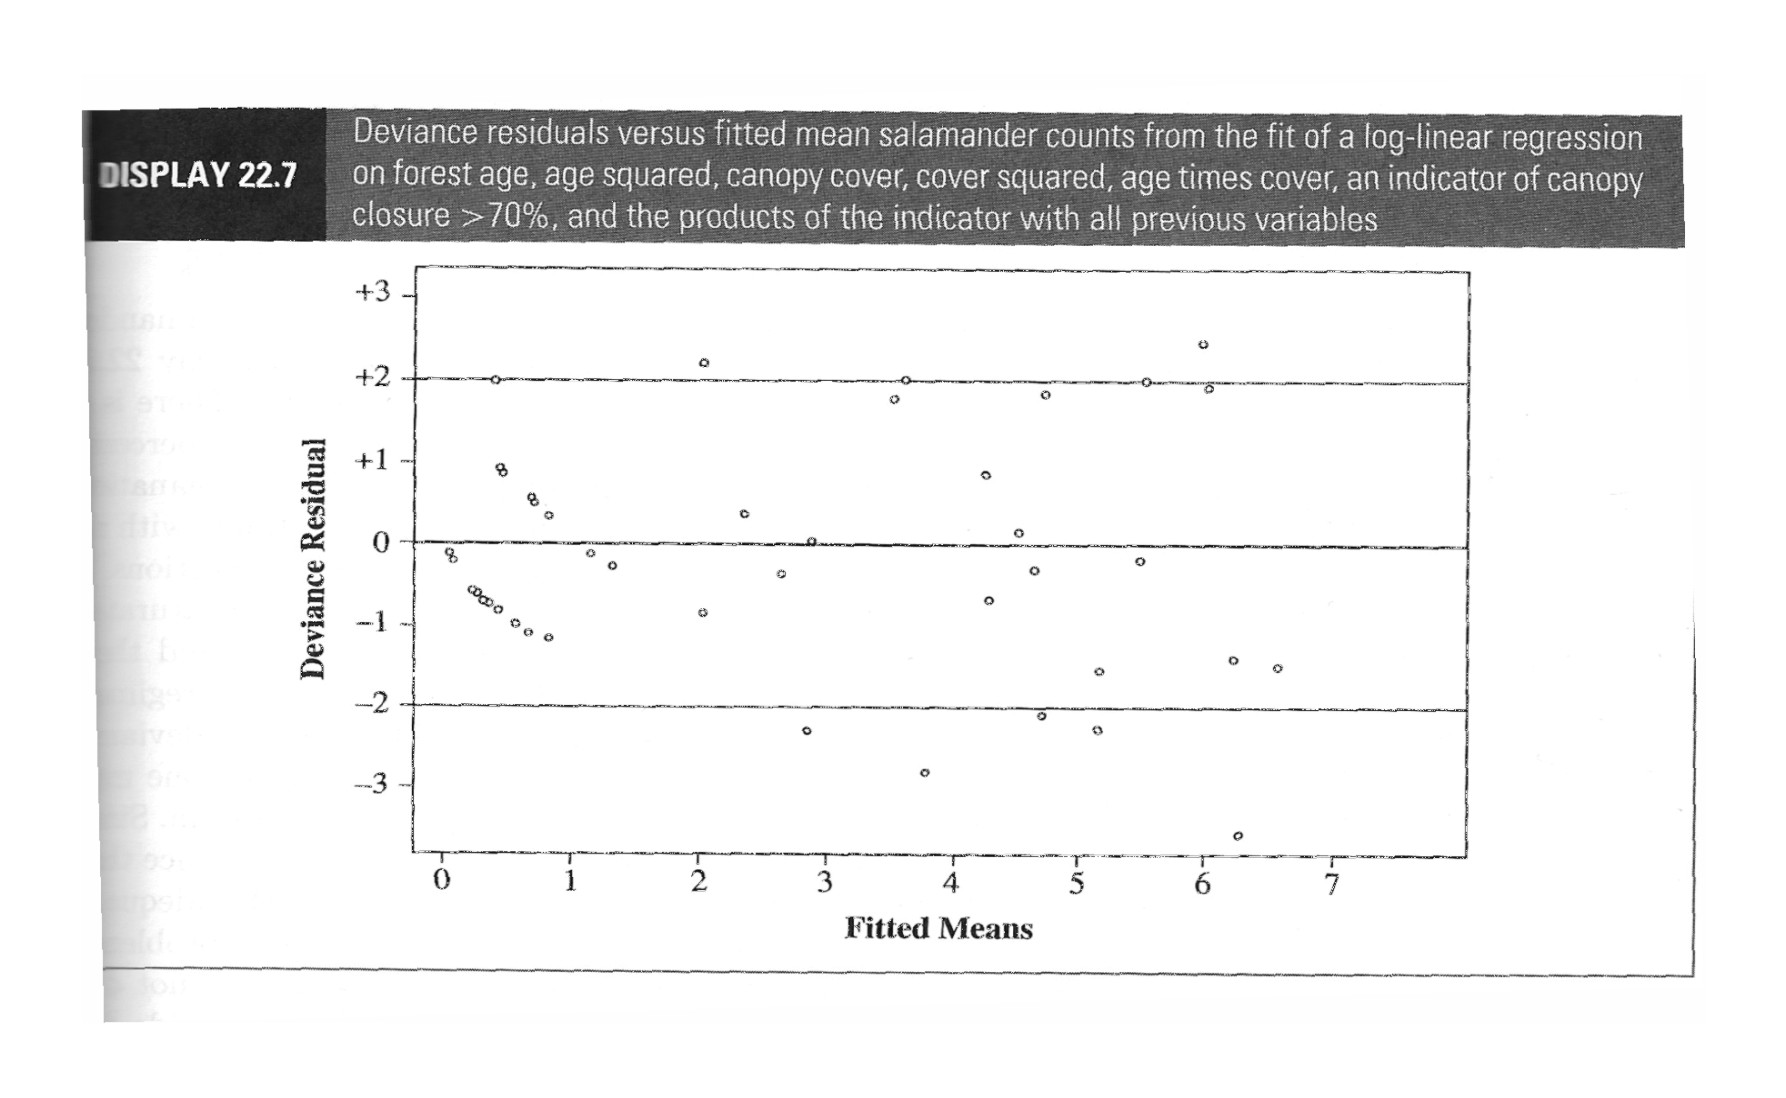 DISPLAY 22.7
Deviance residuals versus fitted mean salamander counts from the fit of a log-linear regression
on forest age, age squared, canopy cover, cover squared, age times cover, an indicator of canopy
closure >70%, and the products of the indicator with all previous variables
+3
+2
+1
0
−1
−2
−3
Deviance Residual
0 1 2 3 4 5 6 7
Fitted Means